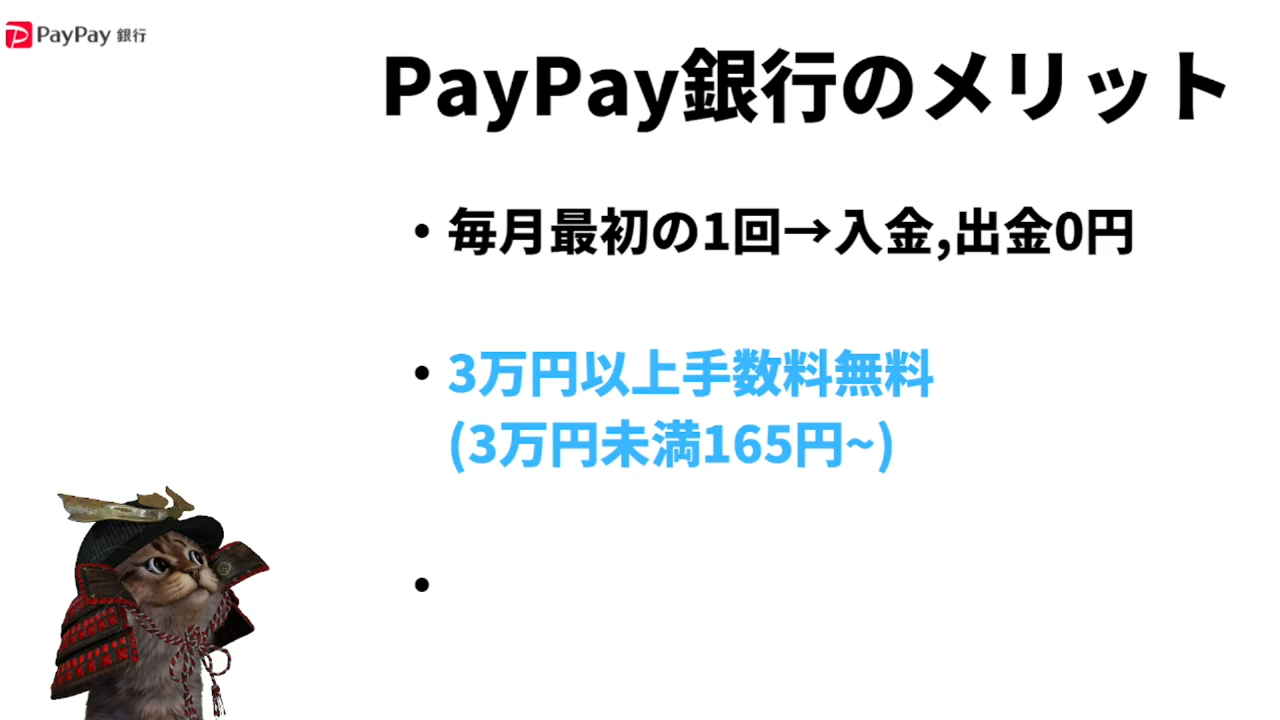 PayPay 銀行
PayPay銀行のメリット
・毎月最初の1回→入金,出金0円
・3万円以上手数料無料
(3万円未満165円~)
・